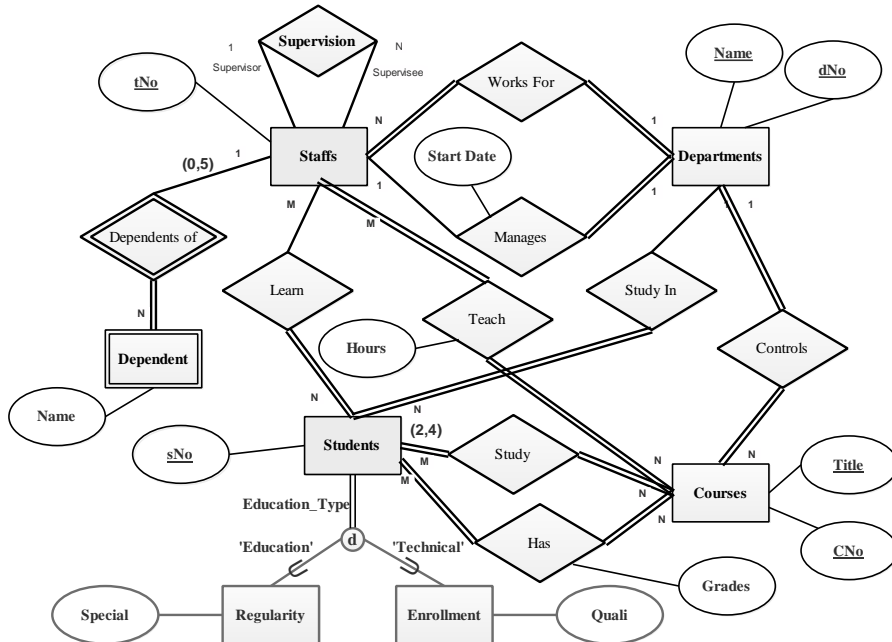 1
Supervision
N
Supervisor
Supervisee
Name
dNo
tNo
Works For
N
1
Staffs
Departments
(0,5)
1
Start Date
1
1
M
M
1
1
Dependents of
Manages
Learn
Teach
Study In
N
Dependent
Hours
Controls
Name
N
N
(2,4)
sNo
Students
M
Study
N
N
Title
M
N
Courses
N
Education_Type
CNo
d
Has
'Education'
'Technical'
Grades
Special
Regularity
Enrollment
Quali